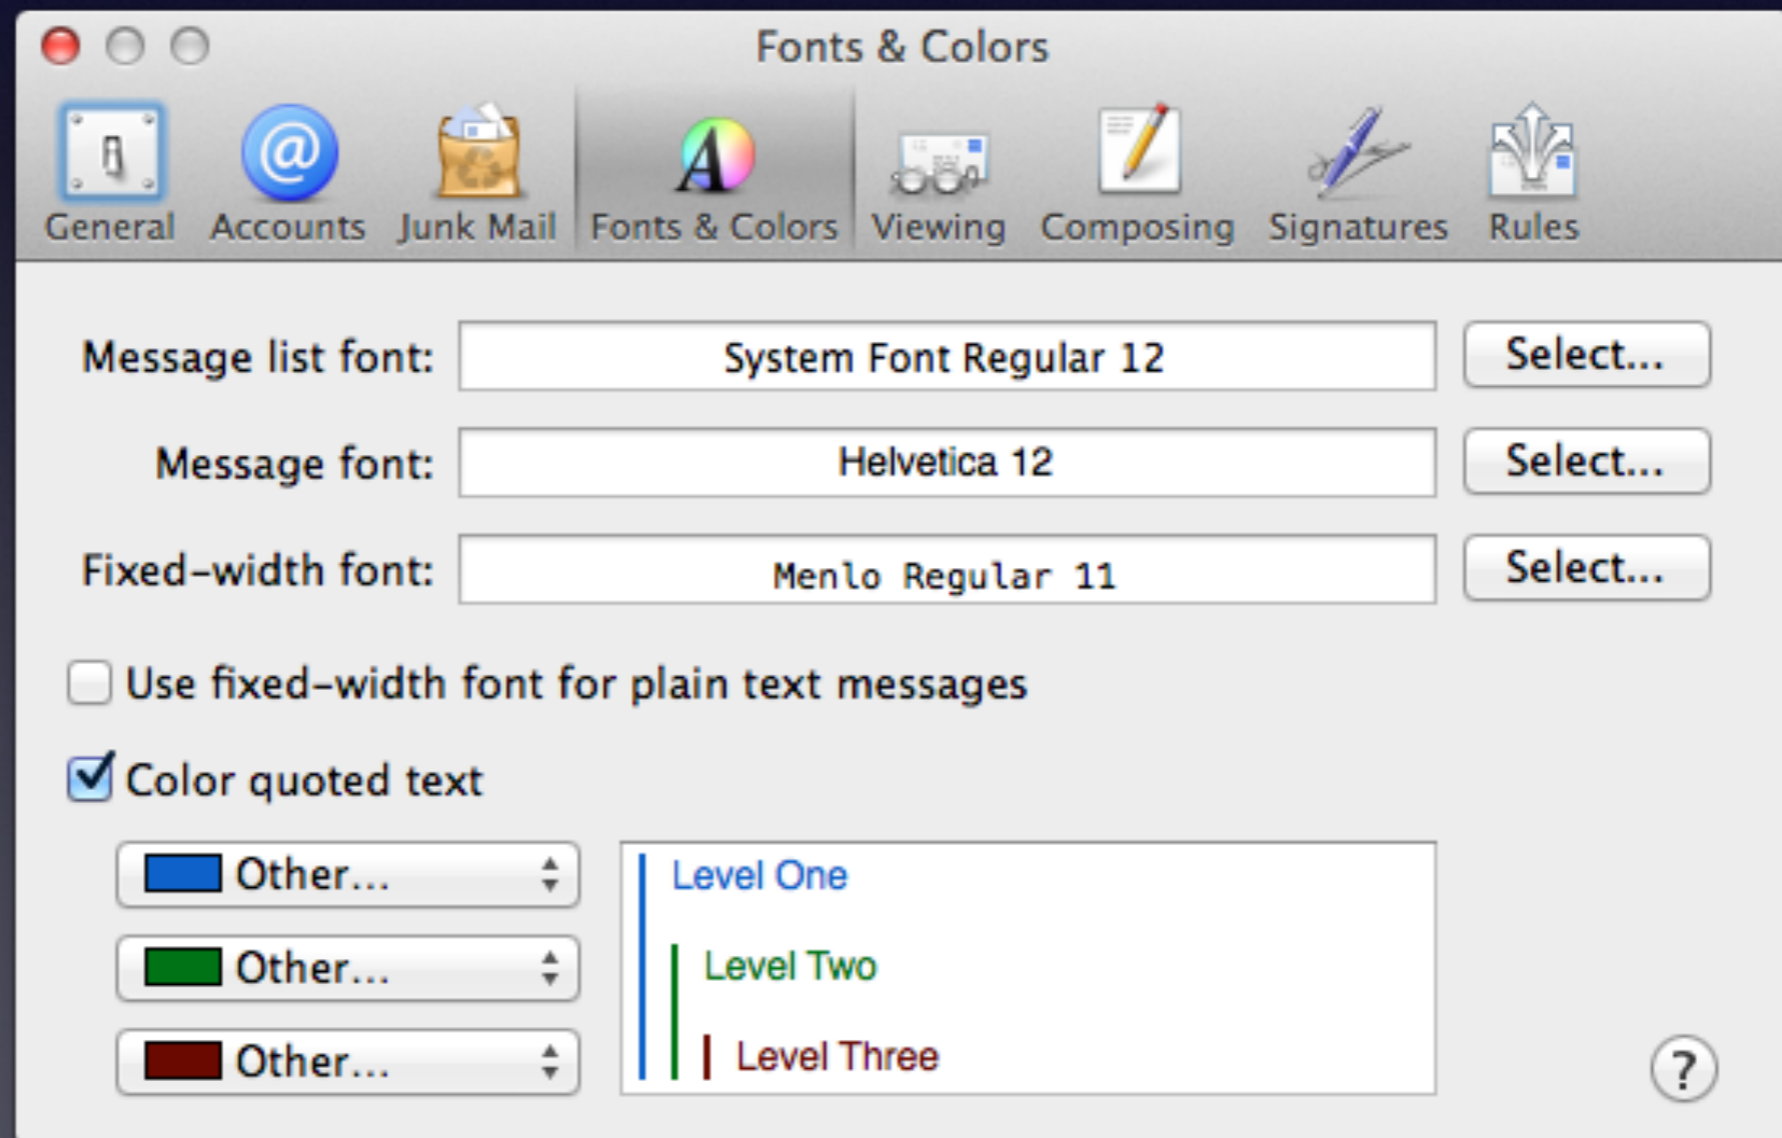 Fonts & Colors
General Accounts Junk Mail Fonts & Colors Viewing Composing Signatures Rules
Message list font: System Font Regular 12 Select...
Message font: Helvetica 12 Select...
Fixed-width font: Menlo Regular 11 Select...
Use fixed-width font for plain text messages
Color quoted text
Other... Level One
Other... Level Two
Other... Level Three
?